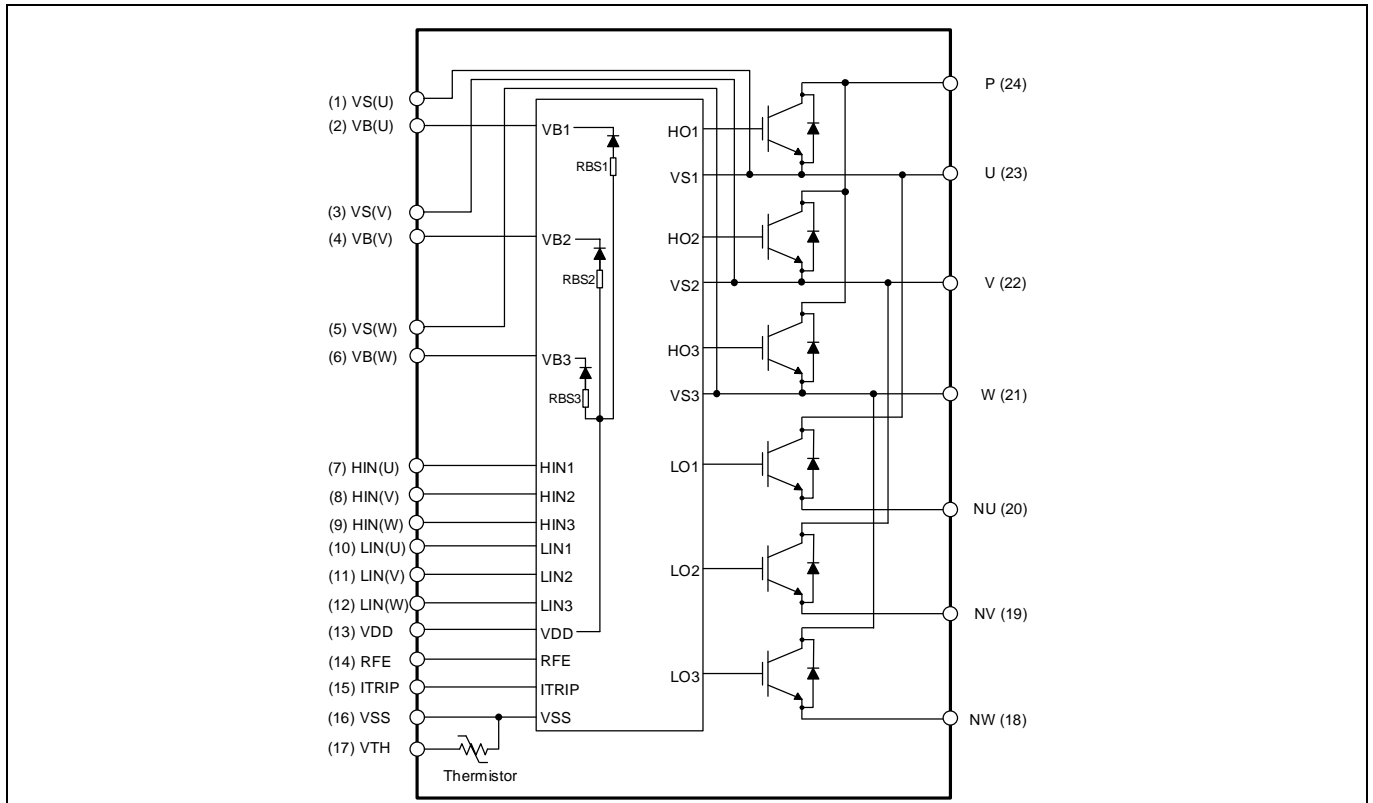 (1) VS(U)
(2) VB(U)
(3) VS(V)
(4) VB(V)
(5) VS(W)
(6) VB(W)
(7) HIN(U)
(8) HIN(V)
(9) HIN(W)
(10) LIN(U)
(11) LIN(V)
(12) LIN(W)
(13) VDD
(14) RFE
(15) ITRIP
(16) VSS
(17) VTH
Thermistor
VB1
RBS1
VB2
RBS2
VB3
RBS3
HIN1
HIN2
HIN3
LIN1
LIN2
LIN3
VDD
RFE
ITRIP
VSS
HO1
VS1
HO2
VS2
HO3
VS3
LO1
LO2
LO3
P (24)
U (23)
V (22)
W (21)
NU (20)
NV (19)
NW (18)